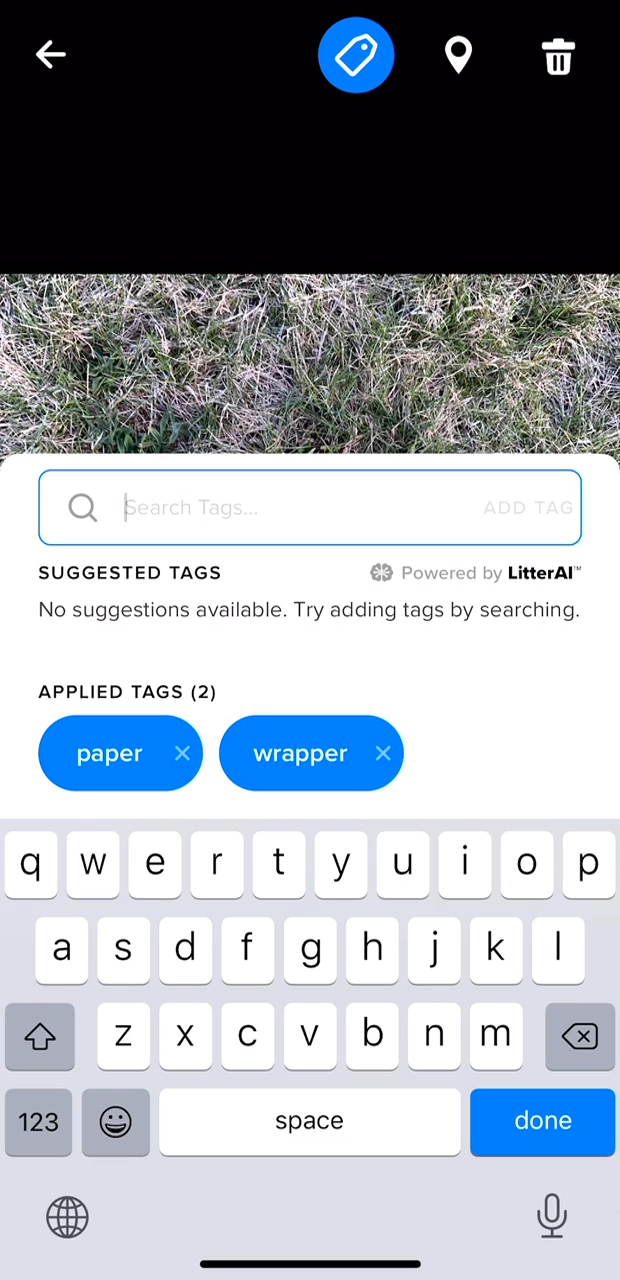 Search Tags... ADD TAG
SUGGESTED TAGS Powered by LitterAI™
No suggestions available. Try adding tags by searching.
APPLIED TAGS (2)
paper × wrapper ×
q w e r t y u i o p
a s d f g h j k l
z x c v b n m
123 space done